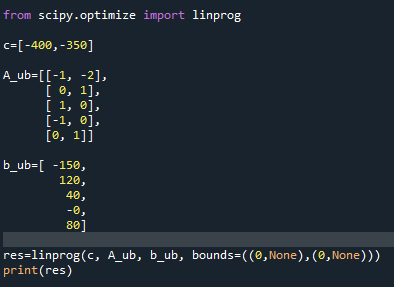 from scipy.optimize import linprog
c=[-400,-350]
A_ub=[[-1, -2],
[ 0, 1],
[ 1, 0],
[-1, 0],
[0, 1]]
b_ub=[ -150,
120,
40,
-0,
80]
res=linprog(c, A_ub, b_ub, bounds=((0,None),(0,None)))
print(res)